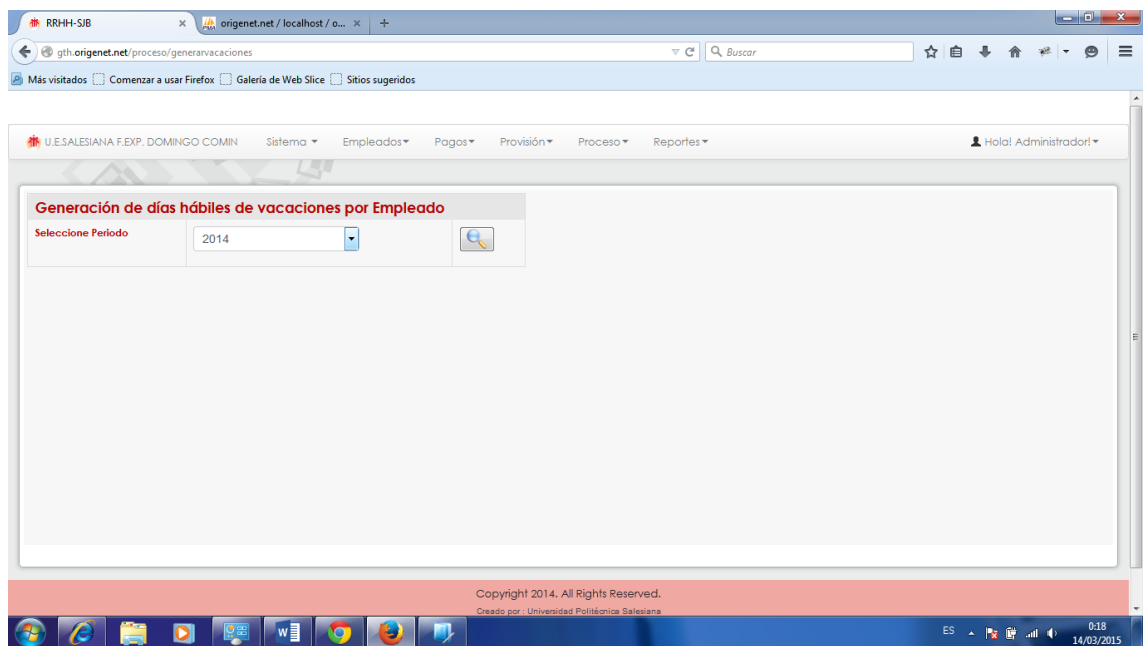 RRHH-SJB
origenet.net / localhost / o...
gth.origenet.net/proceso/generarvacaciones
Buscar
Más visitados Comenzar a usar Firefox Galería de Web Slice Sitios sugeridos
U.E.SALESIANA F.EXP. DOMINGO COMIN Sistema Empleados Pagos Provisión Proceso Reportes Hola! Administrador!
Generación de días hábiles de vacaciones por Empleado
Seleccione Periodo 2014
Copyright 2014. All Rights Reserved.
Creado por : Universidad Politécnica Salesiana
ES 0:18
14/03/2015